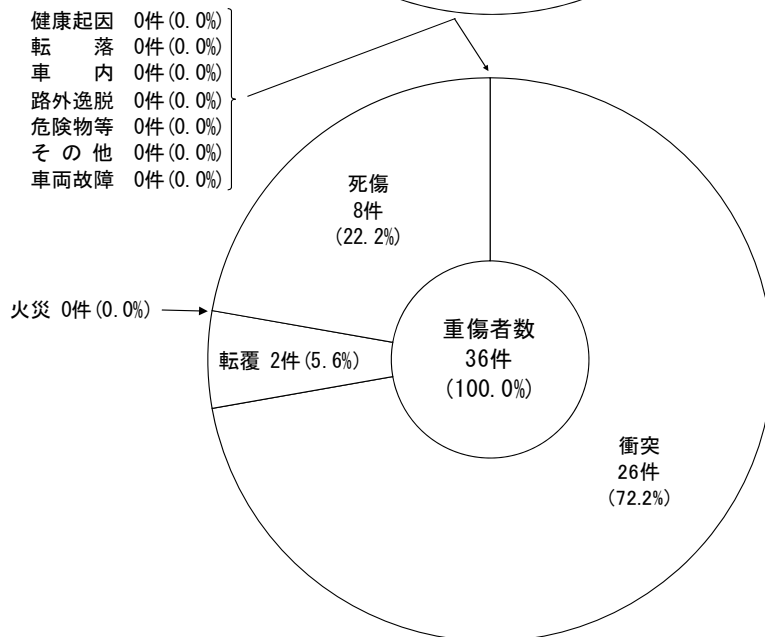 健康起因 0件(0.0%)
転 落 0件(0.0%)
車 内 0件(0.0%)
路外逸脱 0件(0.0%)
危険物等 0件(0.0%)
そ の 他 0件(0.0%)
車両故障 0件(0.0%)
死傷
8件
(22.2%)
火災 0件(0.0%)
転覆 2件(5.6%)
重傷者数
36件
(100.0%)
衝突
26件
(72.2%)